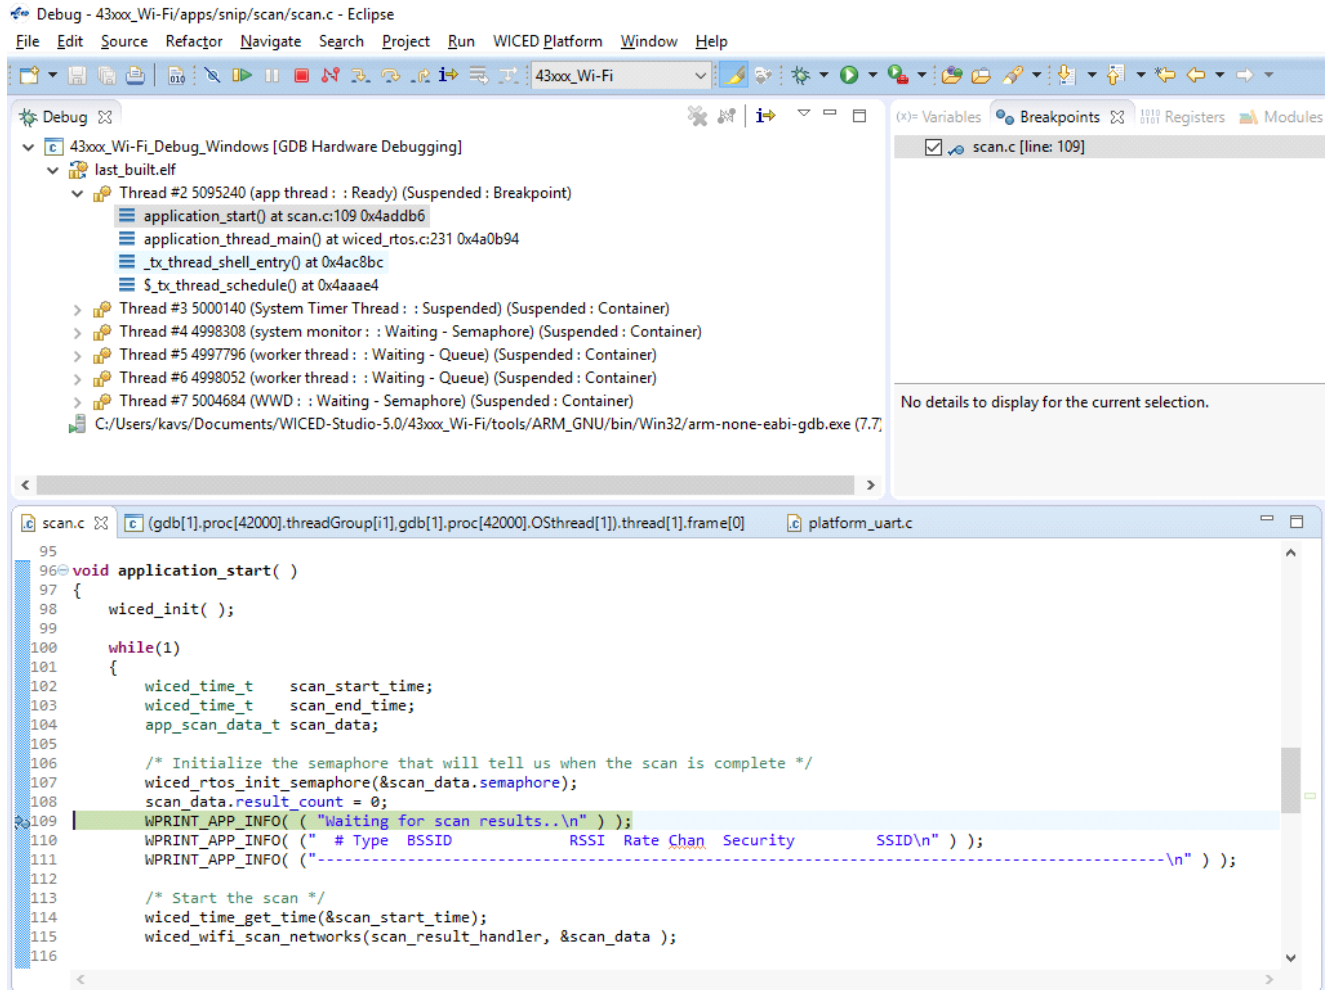 Debug - 43xxx_Wi-Fi/apps/snip/scan/scan.c - Eclipse
File Edit Source Refactor Navigate Search Project Run WICED Platform Window Help
43xxx_Wi-Fi
Debug
(x)= Variables Breakpoints Registers Modules
43xxx_Wi-Fi_Debug_Windows [GDB Hardware Debugging]
scan.c [line: 109]
last_built.elf
Thread #2 5095240 (app thread : : Ready) (Suspended : Breakpoint)
application_start() at scan.c:109 0x4addb6
application_thread_main() at wiced_rtos.c:231 0x4a0b94
_tx_thread_shell_entry() at 0x4ac8bc
$_tx_thread_schedule() at 0x4aaae4
Thread #3 5000140 (System Timer Thread : : Suspended) (Suspended : Container)
Thread #4 4998308 (system monitor : : Waiting - Semaphore) (Suspended : Container)
Thread #5 4997796 (worker thread : : Waiting - Queue) (Suspended : Container)
Thread #6 4998052 (worker thread : : Waiting - Queue) (Suspended : Container)
Thread #7 5004684 (WWD : : Waiting - Semaphore) (Suspended : Container)
No details to display for the current selection.
C:/Users/kavs/Documents/WICED-Studio-5.0/43xxx_Wi-Fi/tools/ARM_GNU/bin/Win32/arm-none-eabi-gdb.exe (7.7)
scan.c (gdb[1].proc[42000].threadGroup[i1],gdb[1].proc[42000].OSthread[1]).thread[1].frame[0] platform_uart.c
95
96 void application_start( )
97 {
98 wiced_init( );
99
100 while(1)
101 {
102 wiced_time_t scan_start_time;
103 wiced_time_t scan_end_time;
104 app_scan_data_t scan_data;
105
106 /* Initialize the semaphore that will tell us when the scan is complete */
107 wiced_rtos_init_semaphore(&scan_data.semaphore);
108 scan_data.result_count = 0;
109 WPRINT_APP_INFO( ( "Waiting for scan results..\n" ) );
110 WPRINT_APP_INFO( (" # Type BSSID RSSI Rate Chan Security SSID\n" ) );
111 WPRINT_APP_INFO( ("----------------------------------------------------------------------------------------------\n" ) );
112
113 /* Start the scan */
114 wiced_time_get_time(&scan_start_time);
115 wiced_wifi_scan_networks(scan_result_handler, &scan_data );
116